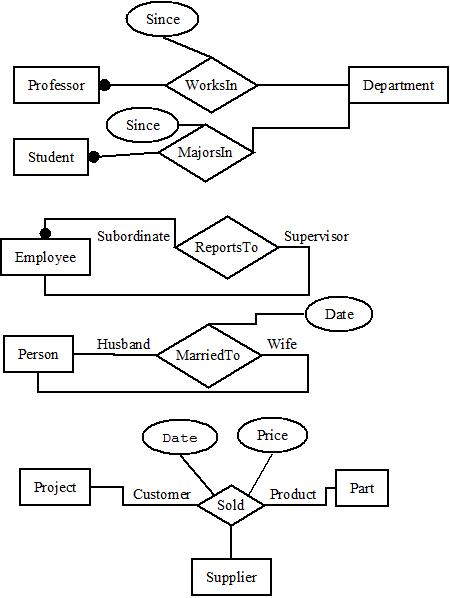 Since
Professor
WorksIn
Department
Since
Student
MajorsIn
Subordinate
ReportsTo
Supervisor
Employee
Date
Husband
Wife
Person
MarriedTo
Date
Price
Project
Customer
Sold
Product
Part
Supplier